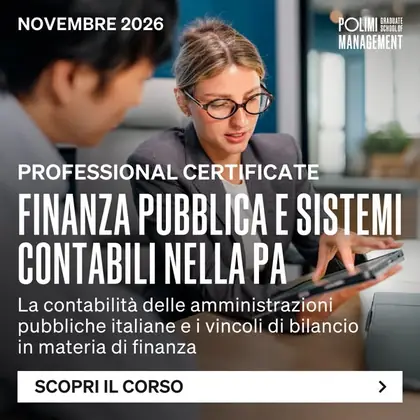 NOVEMBRE 2026
POLIMI GRADUATE
SCHOOL OF
MANAGEMENT
PROFESSIONAL CERTIFICATE
FINANZA PUBBLICA E SISTEMI
CONTABILI NELLA PA
La contabilità delle amministrazioni
pubbliche italiane e i vincoli di bilancio
in materia di finanza
SCOPRI IL CORSO